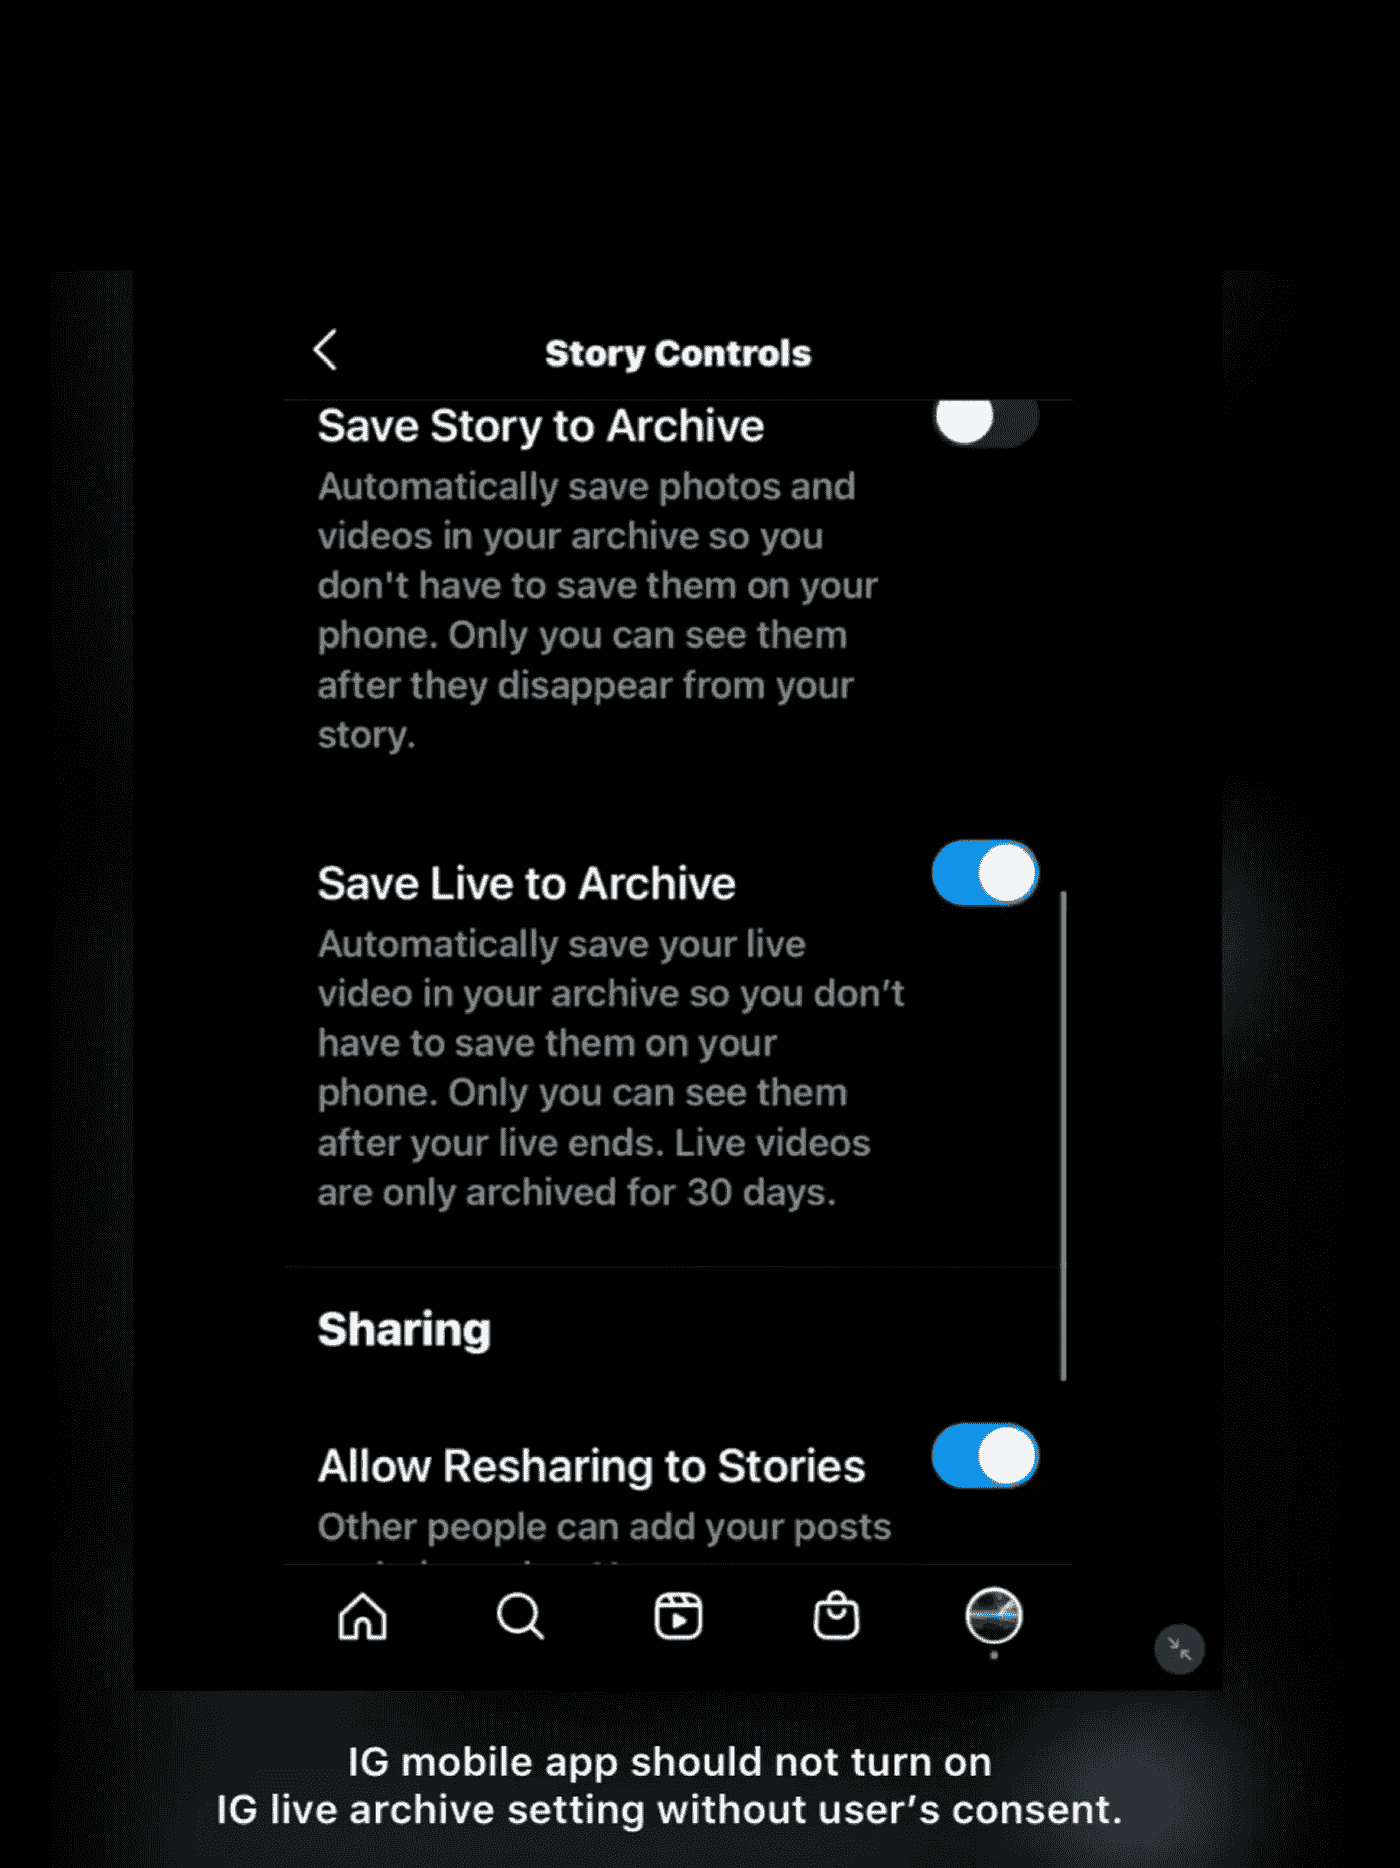 Story Controls
Save Story to Archive
Automatically save photos and
videos in your archive so you
don't have to save them on your
phone. Only you can see them
after they disappear from your
story.
Save Live to Archive
Automatically save your live
video in your archive so you don’t
have to save them on your
phone. Only you can see them
after your live ends. Live videos
are only archived for 30 days.
Sharing
Allow Resharing to Stories
Other people can add your posts
IG mobile app should not turn on
IG live archive setting without user’s consent.